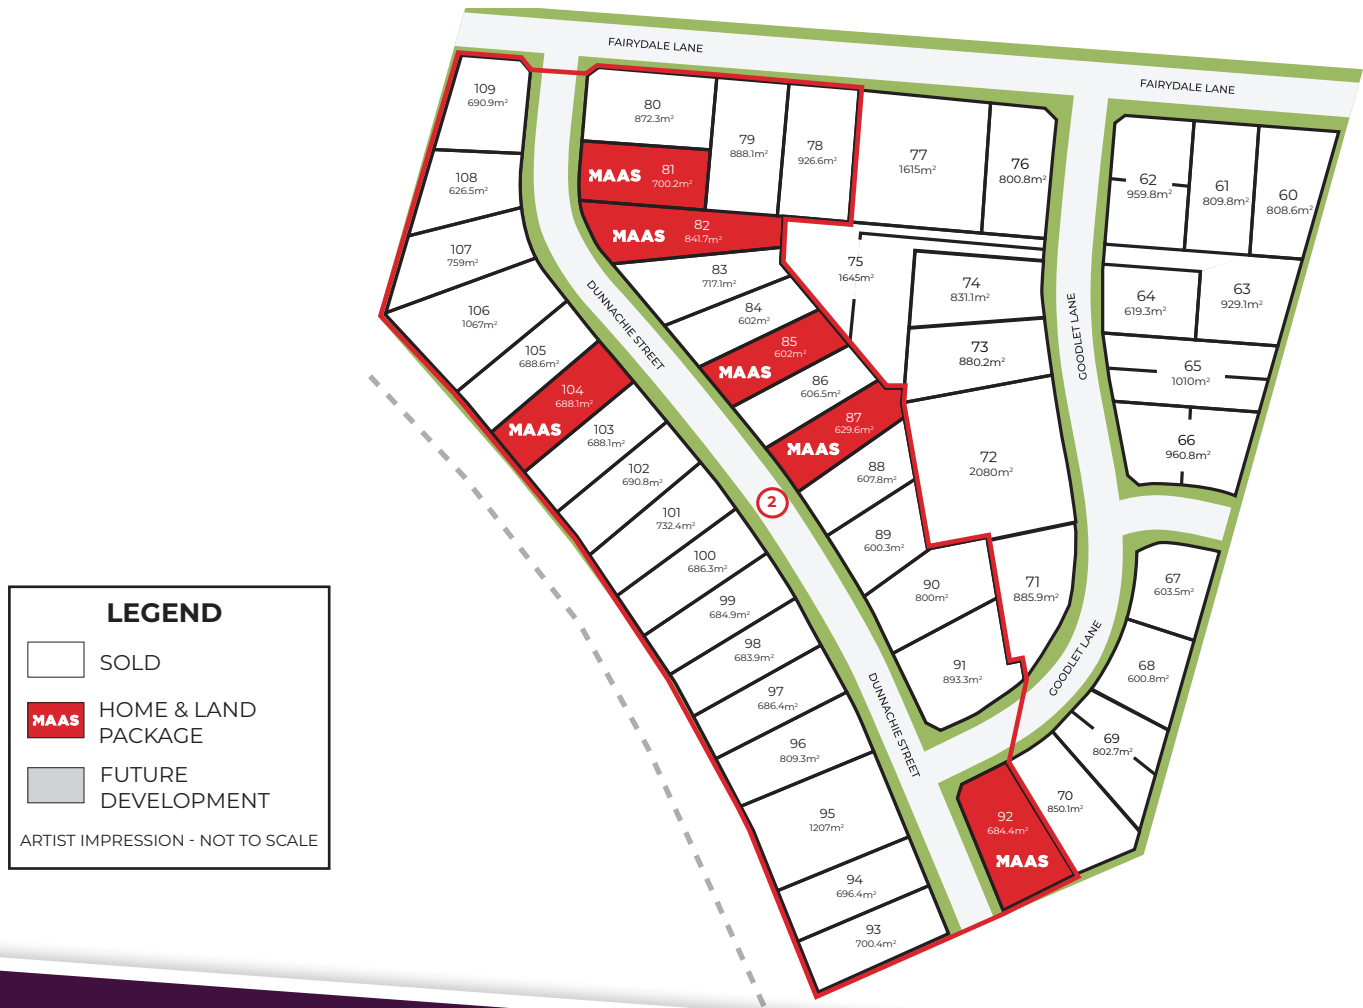 FAIRYDALE LANE
FAIRYDALE LANE
109
690.9m²
80
872.3m²
79
888.1m²
78
926.6m²
77
1615m²
76
800.8m²
62
959.8m²
61
809.8m²
60
808.6m²
108
626.5m²
MAAS
81
700.2m²
107
759m²
MAAS
82
841.7m²
83
717.1m²
75
1645m²
74
831.1m²
64
619.3m²
63
929.1m²
106
1067m²
DUNNACHIE STREET
84
602m²
GOODLET LANE
105
688.6m²
85
602m²
MAAS
73
880.2m²
65
1010m²
104
688.1m²
MAAS
86
606.5m²
103
688.1m²
87
629.6m²
MAAS
72
2080m²
66
960.8m²
102
690.8m²
88
607.8m²
2
101
732.4m²
89
600.3m²
100
686.3m²
90
800m²
71
885.9m²
67
603.5m²
99
684.9m²
98
683.9m²
91
893.3m²
GOODLET LANE
68
600.8m²
97
686.4m²
DUNNACHIE STREET
96
809.3m²
69
802.7m²
95
1207m²
70
850.1m²
92
684.4m²
MAAS
94
696.4m²
93
700.4m²
LEGEND
SOLD
MAAS
HOME & LAND
PACKAGE
FUTURE
DEVELOPMENT
ARTIST IMPRESSION - NOT TO SCALE